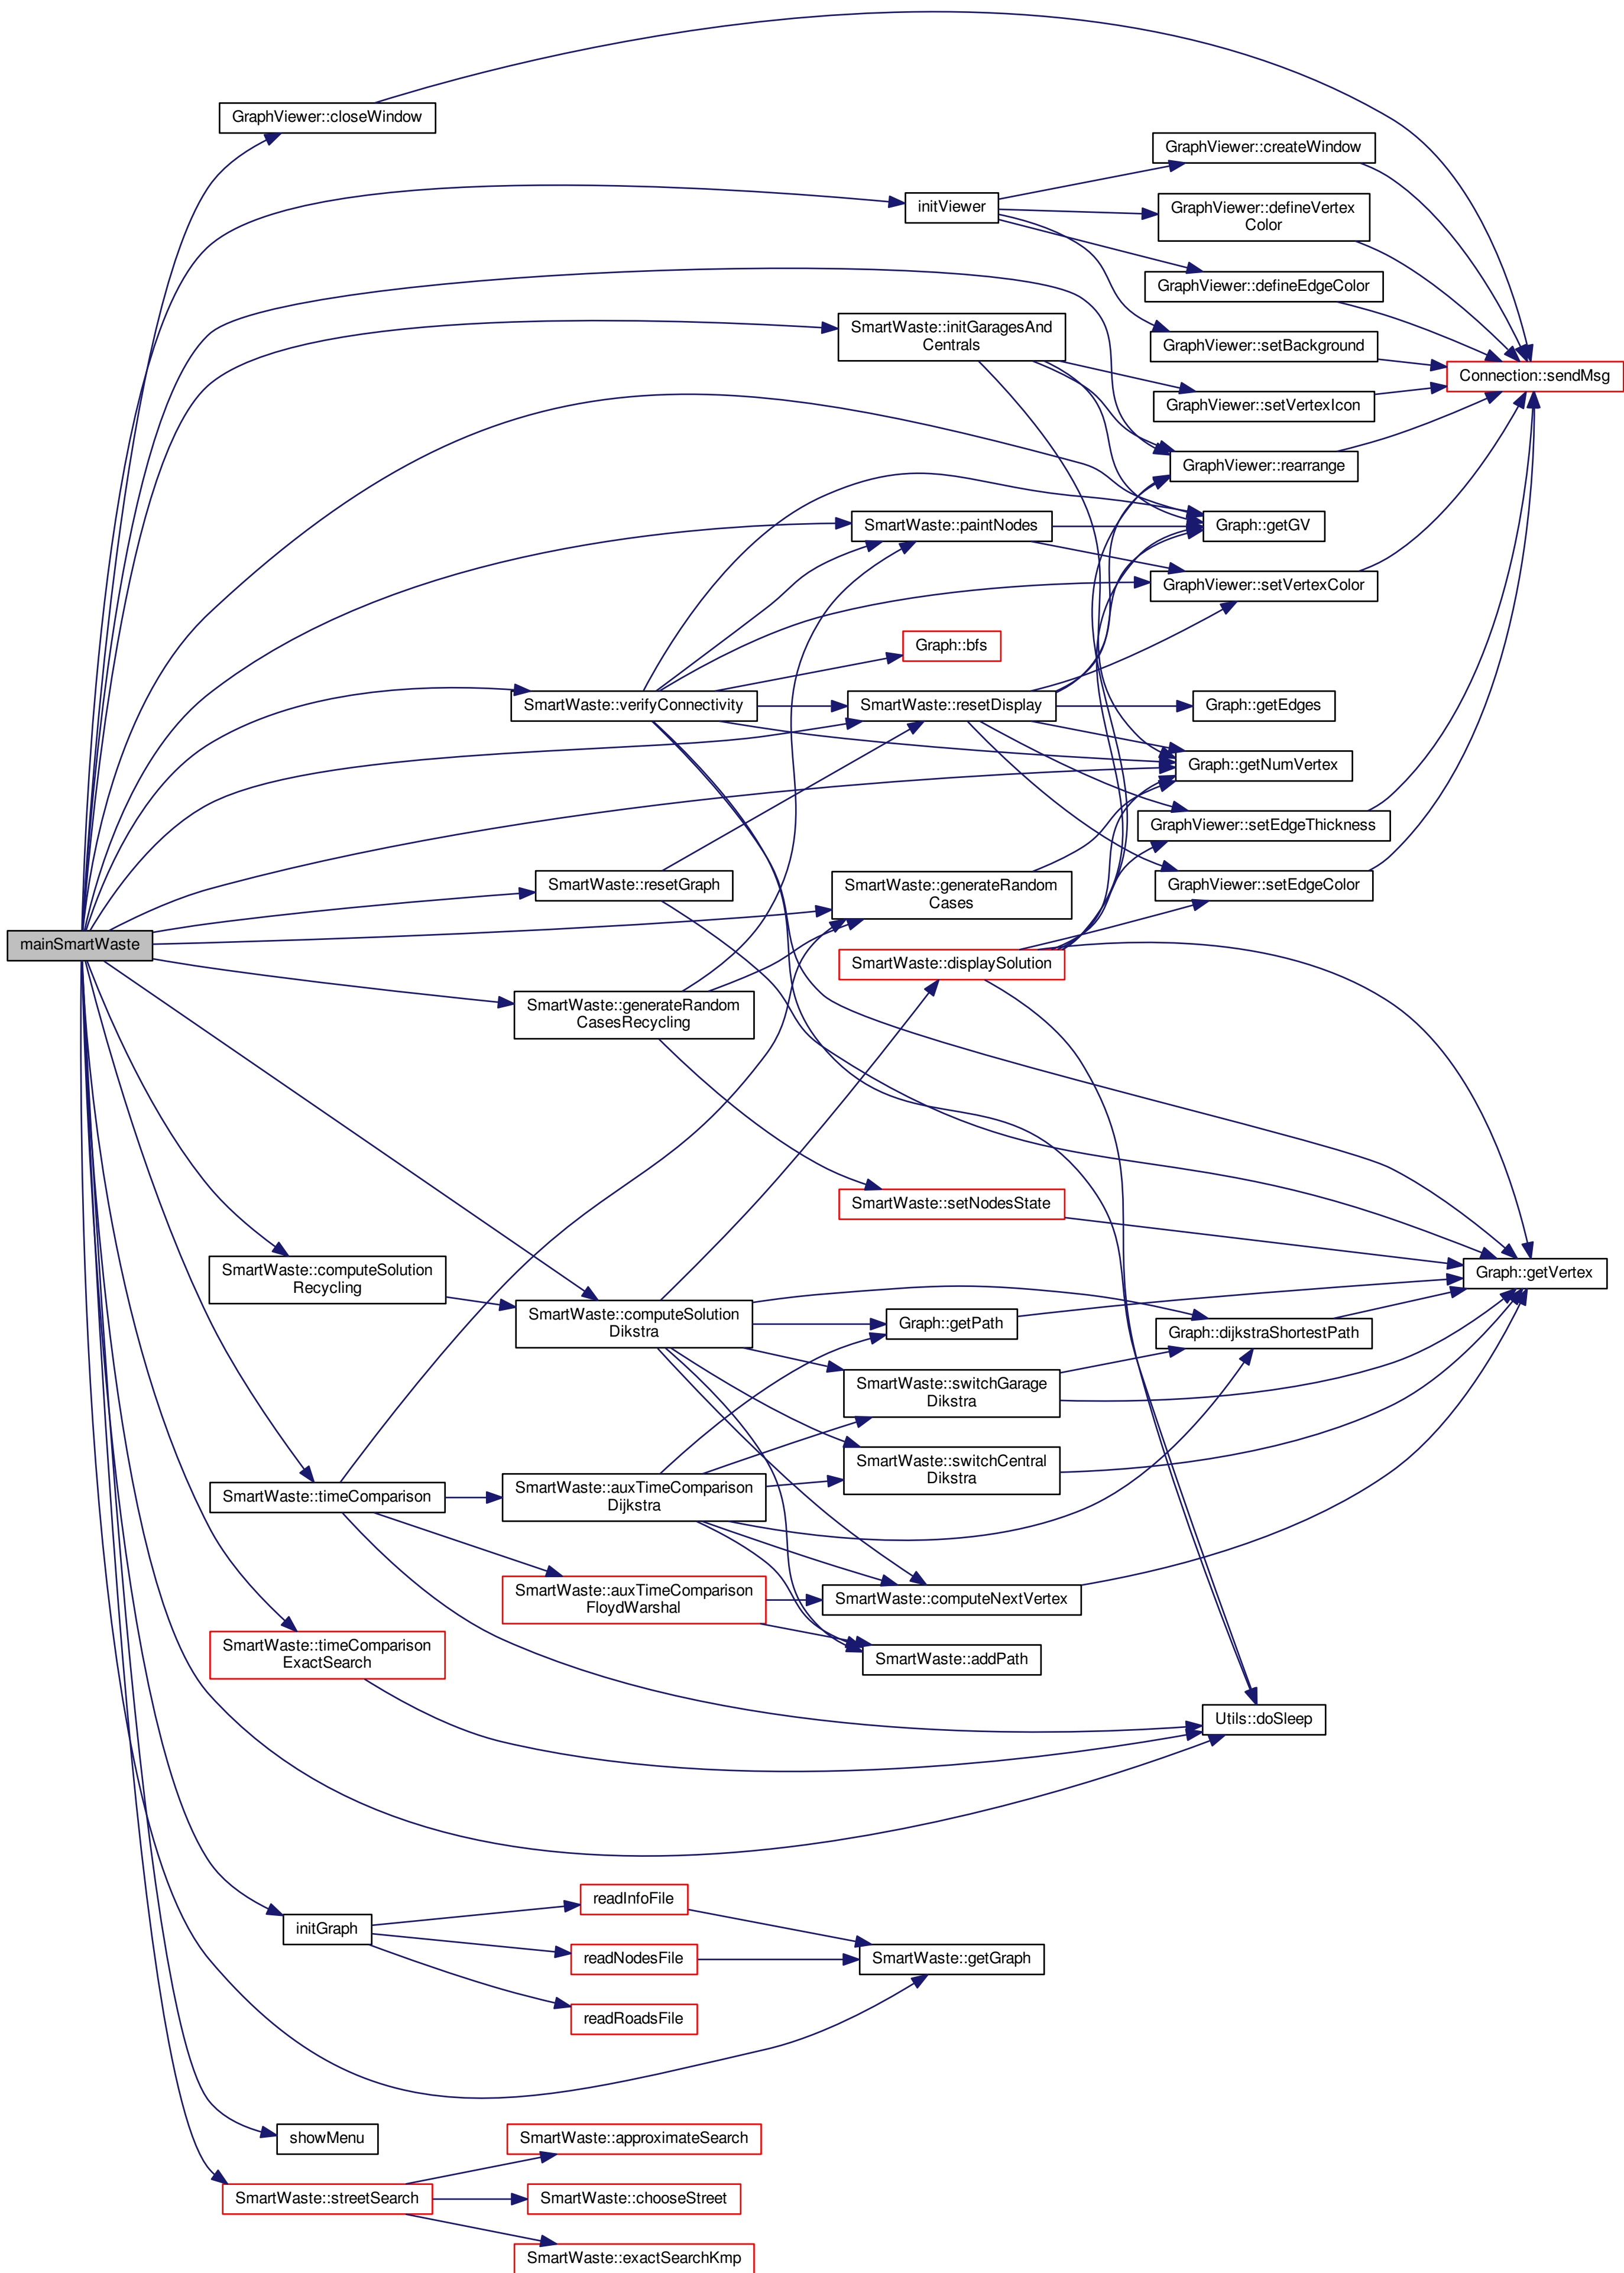 GraphViewer::closeWindow
GraphViewer::createWindow
initViewer
GraphViewer::defineVertex
Color
GraphViewer::defineEdgeColor
SmartWaste::initGaragesAnd
Centrals
GraphViewer::setBackground
Connection::sendMsg
GraphViewer::setVertexIcon
GraphViewer::rearrange
SmartWaste::paintNodes
Graph::getGV
GraphViewer::setVertexColor
Graph::bfs
SmartWaste::verifyConnectivity
SmartWaste::resetDisplay
Graph::getEdges
Graph::getNumVertex
GraphViewer::setEdgeThickness
SmartWaste::resetGraph
SmartWaste::generateRandom
Cases
GraphViewer::setEdgeColor
mainSmartWaste
SmartWaste::displaySolution
SmartWaste::generateRandom
CasesRecycling
SmartWaste::setNodesState
SmartWaste::computeSolution
Recycling
Graph::getVertex
SmartWaste::computeSolution
Dikstra
Graph::getPath
Graph::dijkstraShortestPath
SmartWaste::switchGarage
Dikstra
SmartWaste::switchCentral
Dikstra
SmartWaste::timeComparison
SmartWaste::auxTimeComparison
Dijkstra
SmartWaste::auxTimeComparison
FloydWarshal
SmartWaste::computeNextVertex
SmartWaste::timeComparison
ExactSearch
SmartWaste::addPath
Utils::doSleep
readInfoFile
initGraph
readNodesFile
SmartWaste::getGraph
readRoadsFile
showMenu
SmartWaste::approximateSearch
SmartWaste::streetSearch
SmartWaste::chooseStreet
SmartWaste::exactSearchKmp